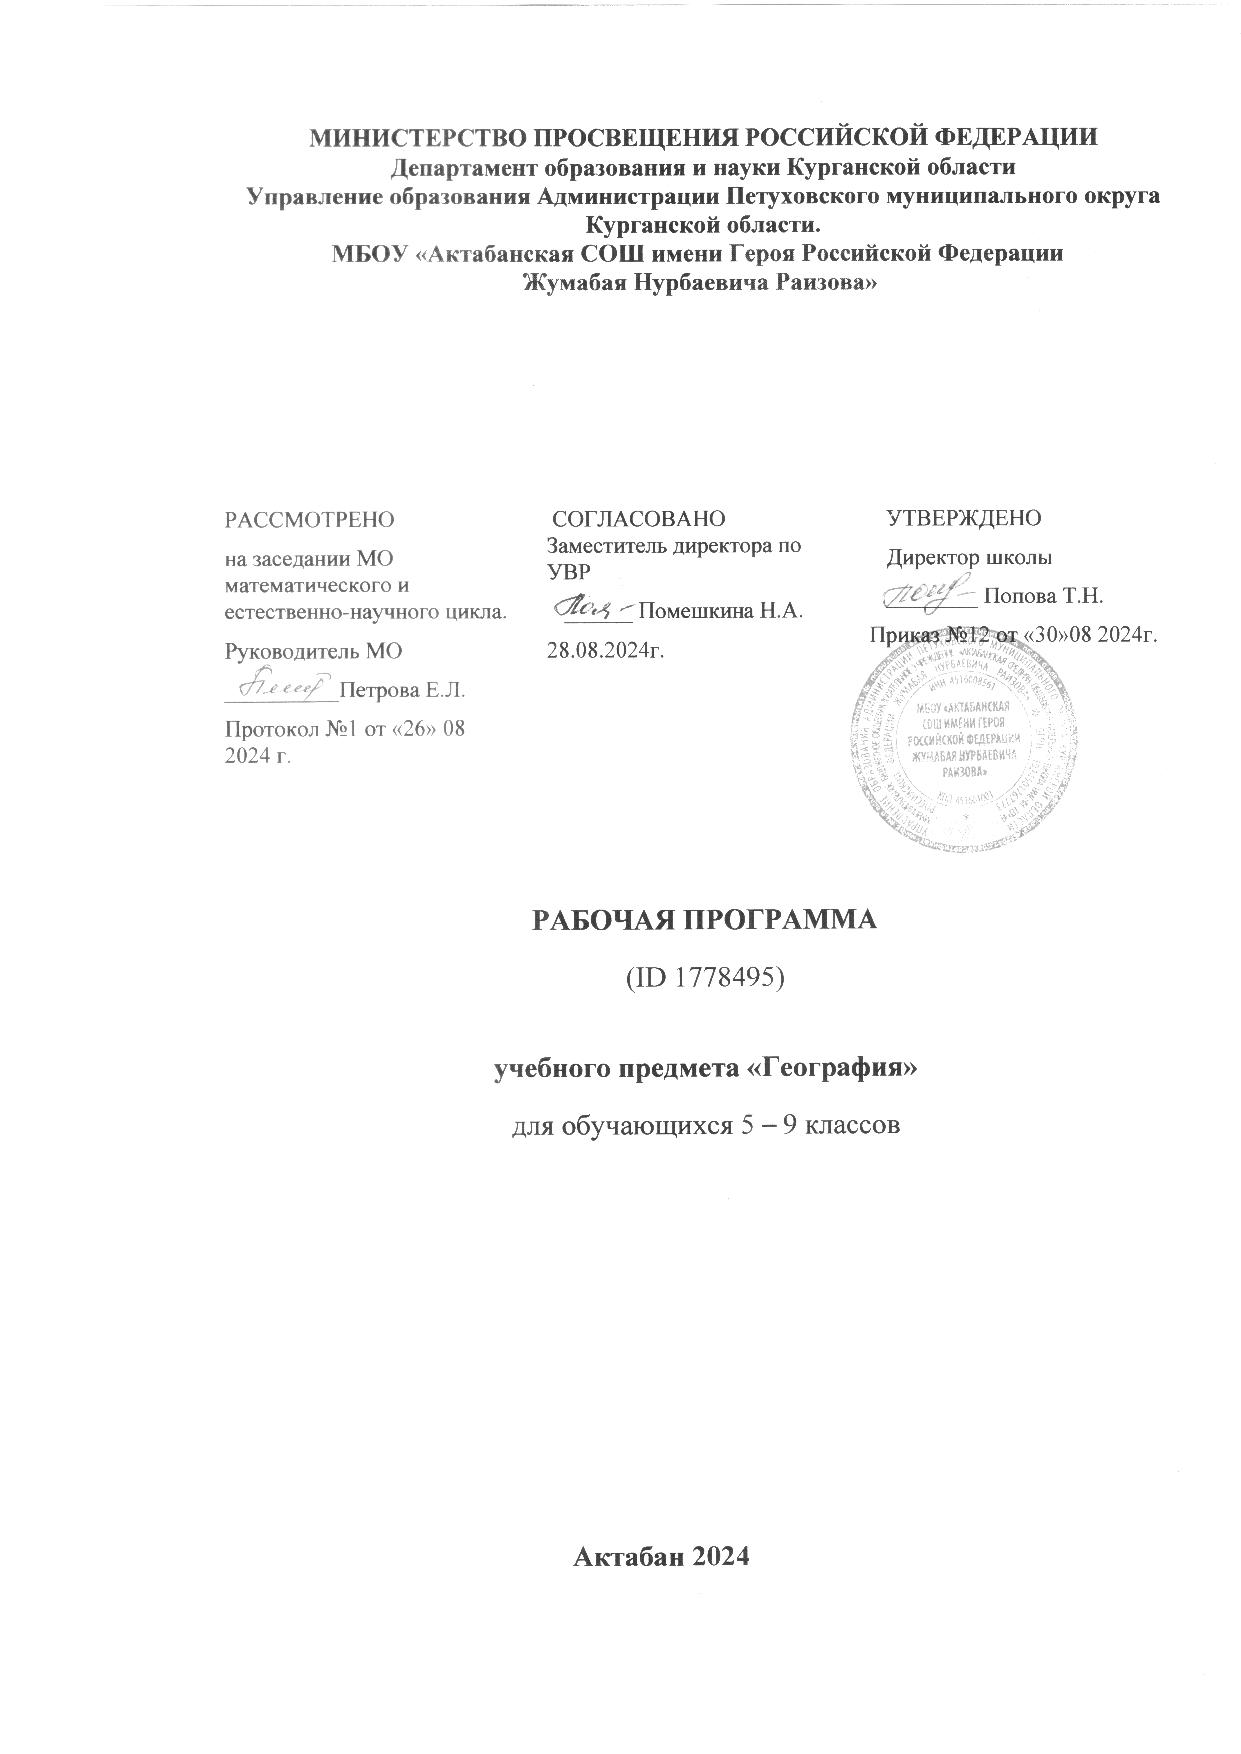 МИНИСТЕРСТВО ПРОСВЕЩЕНИЯ РОССИЙСКОЙ ФЕДЕРАЦИИ
Департамент образования и науки Курганской области
Управление образования Администрации Петуховского муниципального округа
Курганской области.
МБОУ «Актабанская СОШ имени Героя Российской Федерации
Жумабая Нурбаевича Раизова»
РАССМОТРЕНО
на заседании МО
математического и
естественно-научного цикла.
Руководитель МО
Петрова Е.Л.
Протокол №1 от «26» 08
2024 г.
СОГЛАСОВАНО
Заместитель директора по
УВР
Помешкина Н.А.
28.08.2024г.
УТВЕРЖДЕНО
Директор школы
Попова Т.Н.
Приказ №12 от «30»08 2024г.
МБОУ «АКТАБАНСКАЯ
СОШ ИМЕНИ ГЕРОЯ
РОССИЙСКОЙ ФЕДЕРАЦИИ
ЖУМАБАЯ НУРБАЕВИЧА
РАИЗОВА»
РАБОЧАЯ ПРОГРАММА
(ID 1778495)
учебного предмета «География»
для обучающихся 5 – 9 классов
Актабан 2024